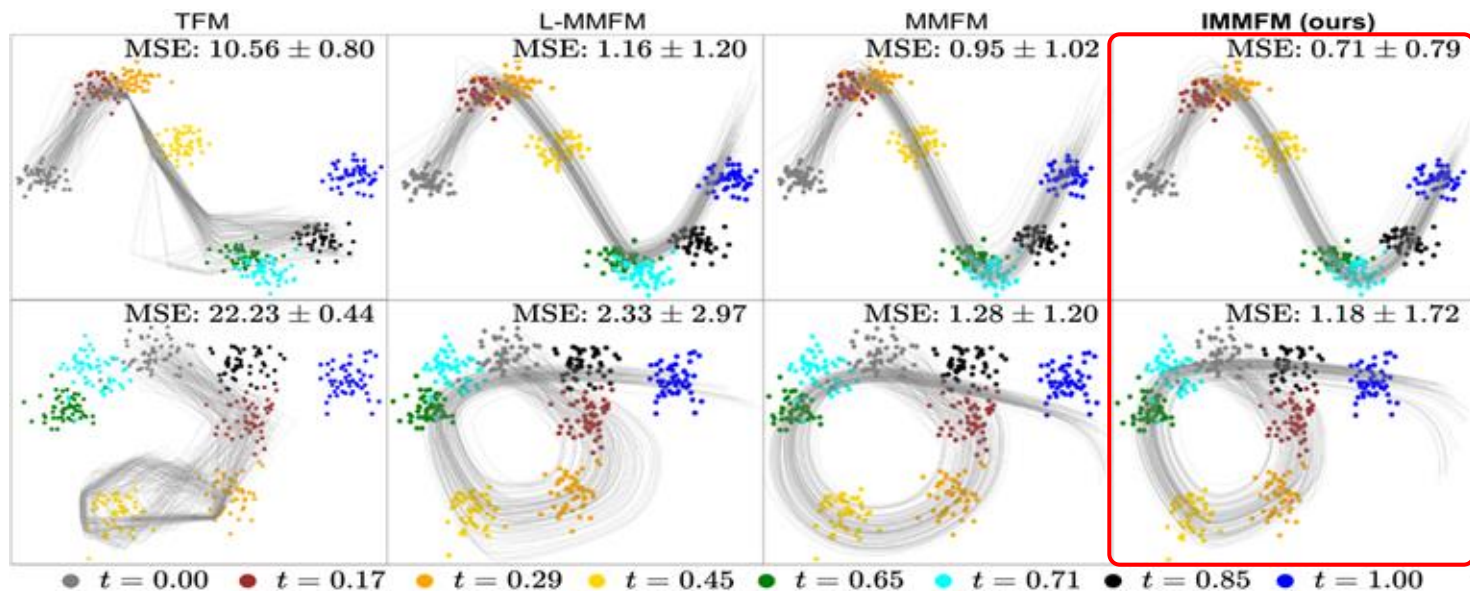 TFM L-MMFM MMFM IMMFM (ours)
MSE: 10.56 ± 0.80 MSE: 1.16 ± 1.20 MSE: 0.95 ± 1.02 MSE: 0.71 ± 0.79
MSE: 22.23 ± 0.44 MSE: 2.33 ± 2.97 MSE: 1.28 ± 1.20 MSE: 1.18 ± 1.72
t = 0.00 t = 0.17 t = 0.29 t = 0.45 t = 0.65 t = 0.71 t = 0.85 t = 1.00